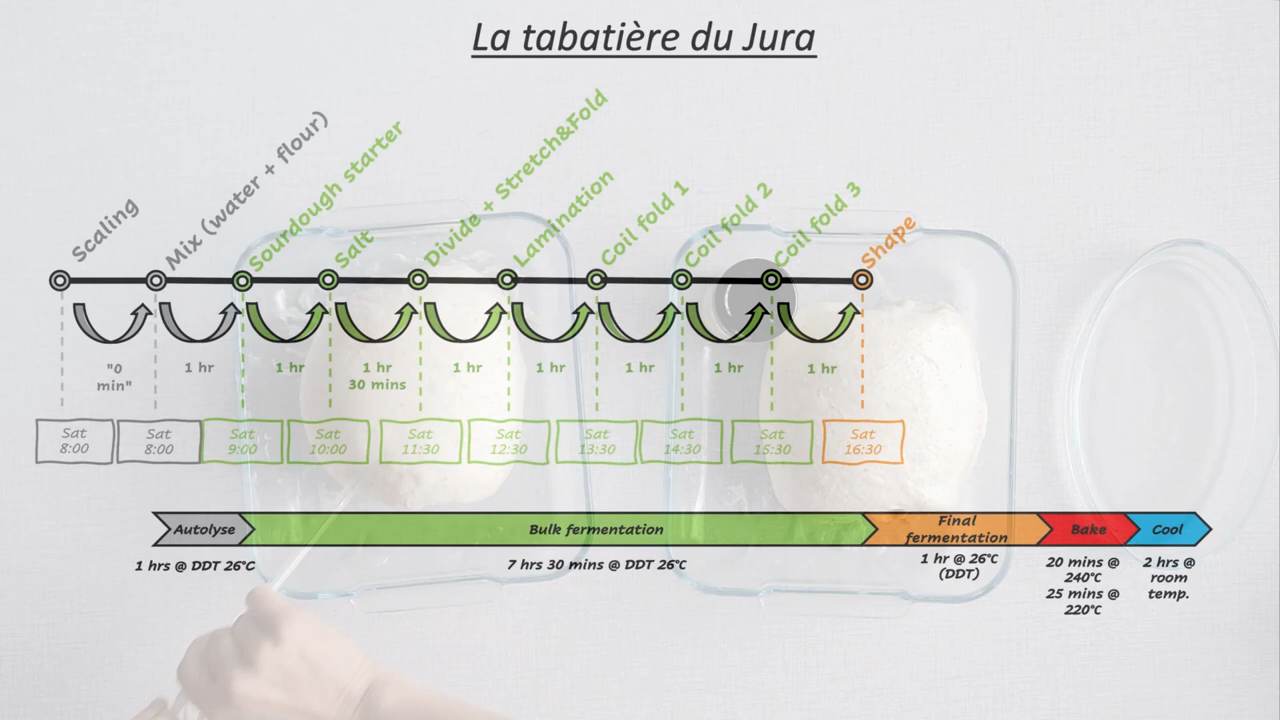 La tabatière du Jura
Scaling
Mix (water + flour)
Sourdough starter
Salt
Divide + Stretch&Fold
Lamination
Coil fold 1
Coil fold 2
Coil fold 3
Shape
"0
min"
1 hr
1 hr
1 hr
30 mins
1 hr
1 hr
1 hr
1 hr
1 hr
Sat
8:00
Sat
8:00
Sat
9:00
Sat
10:00
Sat
11:30
Sat
12:30
Sat
13:30
Sat
14:30
Sat
15:30
Sat
16:30
Autolyse
Bulk fermentation
Final
fermentation
Bake
Cool
1 hrs @ DDT 26°C
7 hrs 30 mins @ DDT 26°C
1 hr @ 26°C
(DDT)
20 mins @
240°C
25 mins @
220°C
2 hrs @
room
temp.